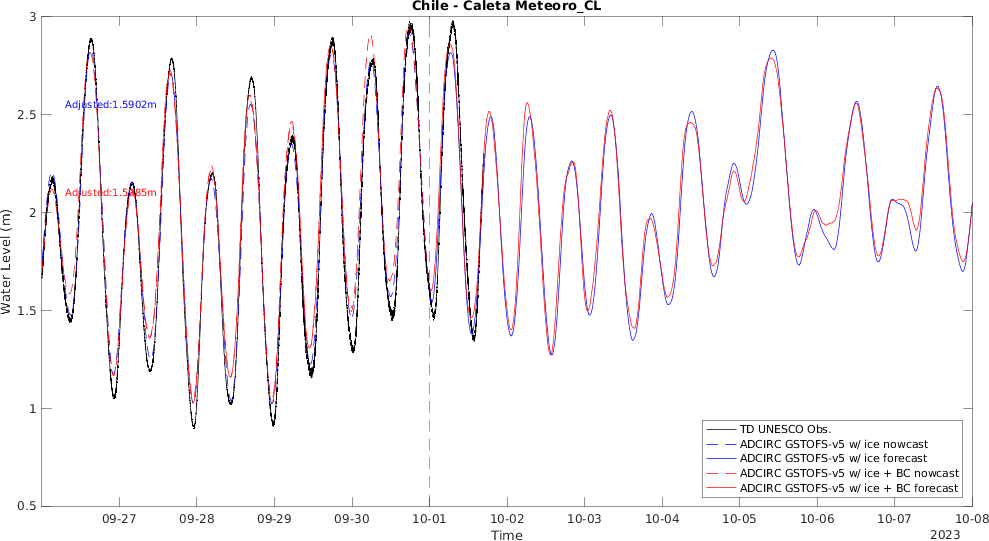 Chile - Caleta Meteoro_CL
3
2.5
2
1.5
1
0.5
Water Level (m)
Adjusted:1.5902m
09-27
09-28
09-29
09-30
10-01
10-02
10-03
10-04
10-05
10-06
10-07
10-08
Time
2023
TD UNESCO Obs.
ADCIRC GSTOFS-v5 w/ ice nowcast
ADCIRC GSTOFS-v5 w/ ice forecast
ADCIRC GSTOFS-v5 w/ ice + BC nowcast
ADCIRC GSTOFS-v5 w/ ice + BC forecast